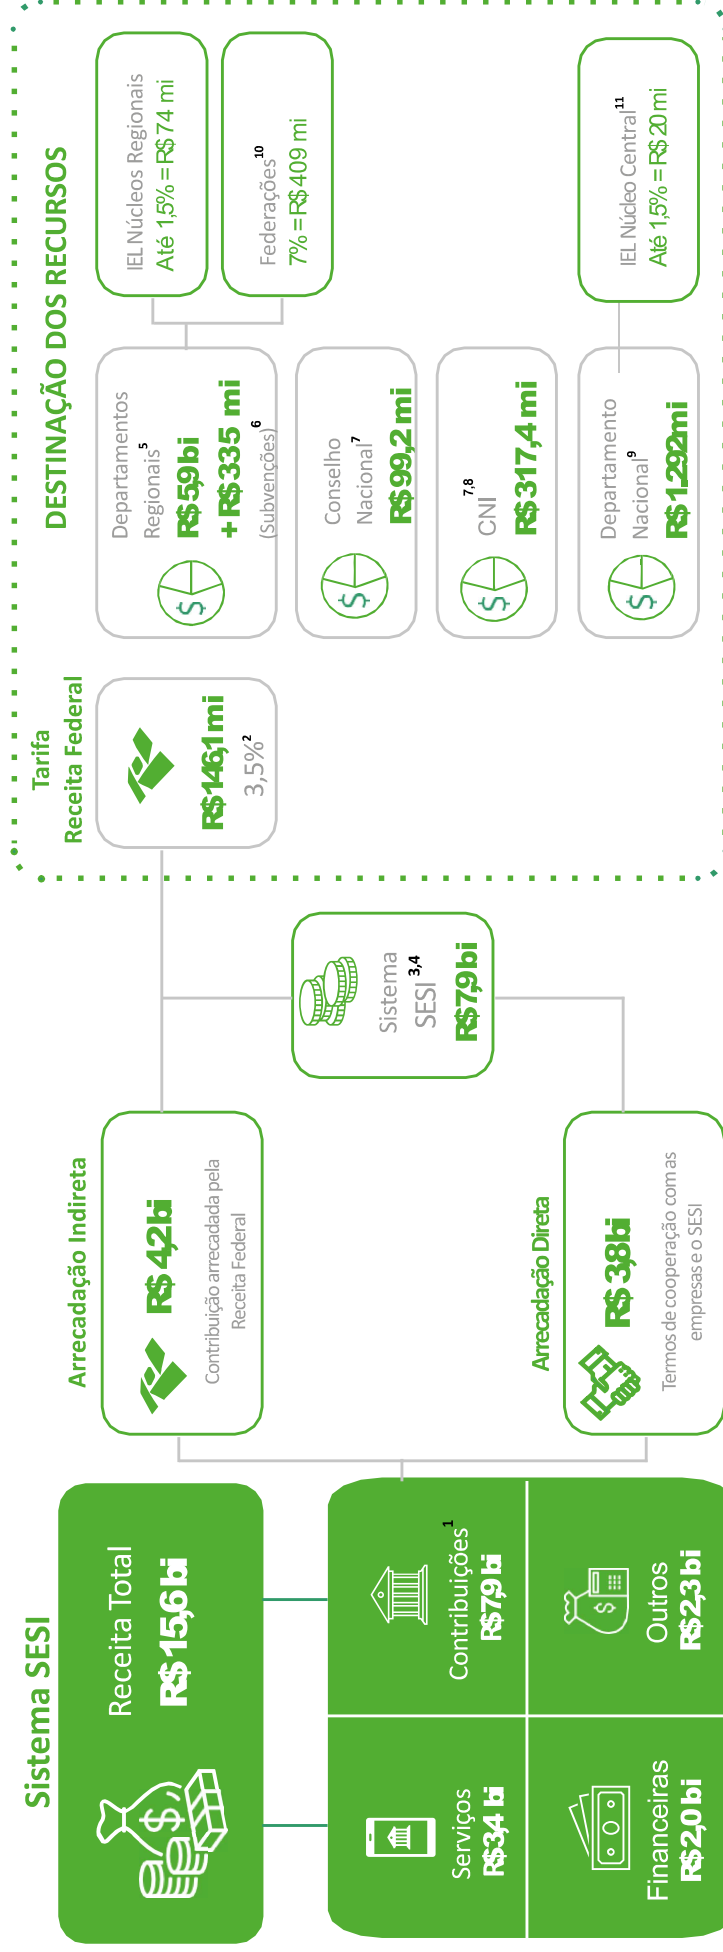 Sistema SESI
Receita Total
R$ 15,6 bi
Serviços
R$ 3,4 bi
Contribuições1
R$ 7,9 bi
Financeiras
R$ 2,0 bi
Outros
R$ 2,3 bi
Arrecadação Indireta
R$ 4,2 bi
Contribuição arrecadada pela
Receita Federal
Arrecadação Direta
R$ 3,8 bi
Termos de cooperação com as
empresas e o SESI
Sistema
SESI 3,4
R$ 7,9 bi
Tarifa
Receita Federal
R$ 146,1 mi
3,5%2
DESTINAÇÃO DOS RECURSOS
Departamentos
Regionais5
R$ 5,9 bi
+ R$ 335 mi
(Subvenções)6
IEL Núcleos Regionais
Até 1,5% = R$ 74 mi
Federações10
7% = R$ 409 mi
Conselho
Nacional7
R$ 99,2 mi
CNI7,8
R$ 317,4 mi
Departamento
Nacional9
R$ 1.292 mi
IEL Núcleo Central11
Até 1,5% = R$ 20 mi